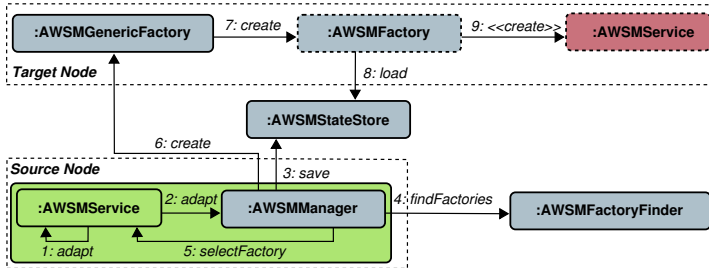 :AWSMGenericFactory
7: create
:AWSMFactory
9: <<create>>
:AWSMService
Target Node
8: load
:AWSMStateStore
6: create
3: save
Source Node
:AWSMService
2: adapt
:AWSMManager
4: findFactories
:AWSMFactoryFinder
1: adapt
5: selectFactory